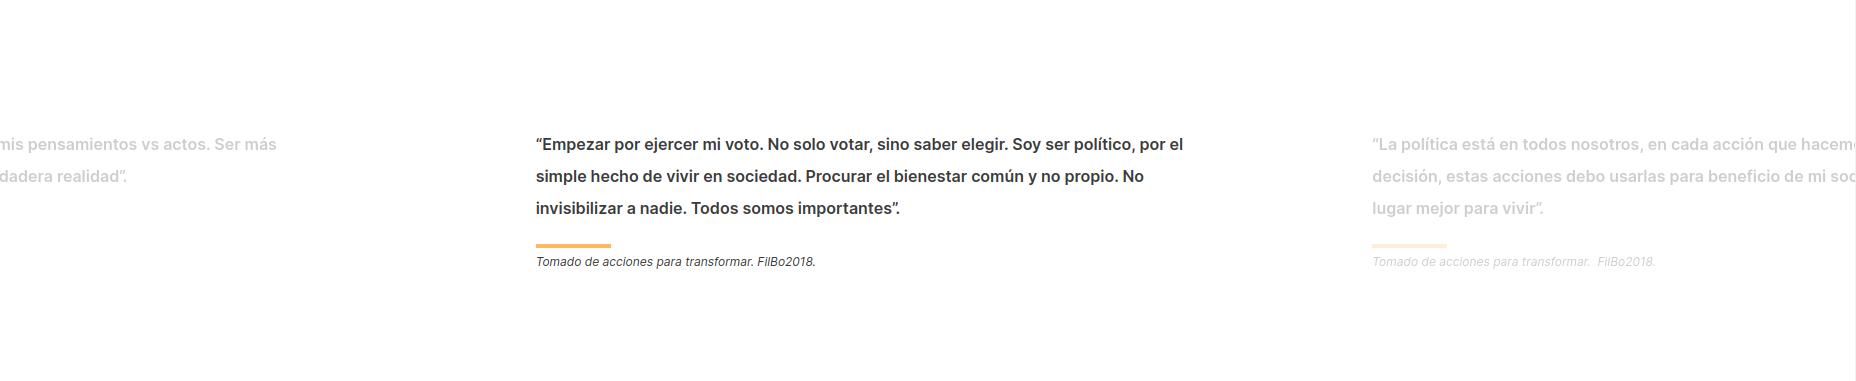 mis pensamientos vs actos. Ser más
dadera realidad”.
“Empezar por ejercer mi voto. No solo votar, sino saber elegir. Soy ser político, por el
simple hecho de vivir en sociedad. Procurar el bienestar común y no propio. No
invisibilizar a nadie. Todos somos importantes”.
Tomado de acciones para transformar. FilBo2018.
“La política está en todos nosotros, en cada acción que hacemo
decisión, estas acciones debo usarlas para beneficio de mi soc
lugar mejor para vivir”.
Tomado de acciones para transformar. FilBo2018.